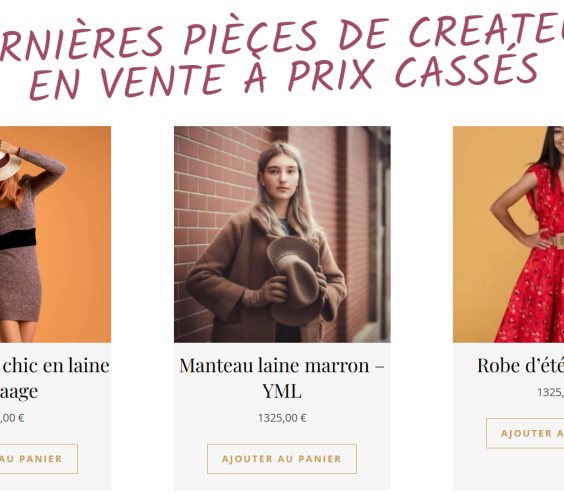 RNIÈRES PIÈCES DE CREATEU
EN VENTE À PRIX CASSÉS
chic en laine
aage
,00 €
AU PANIER
Manteau laine marron –
YML
1325,00 €
AJOUTER AU PANIER
Robe d'été
1325,
AJOUTER A